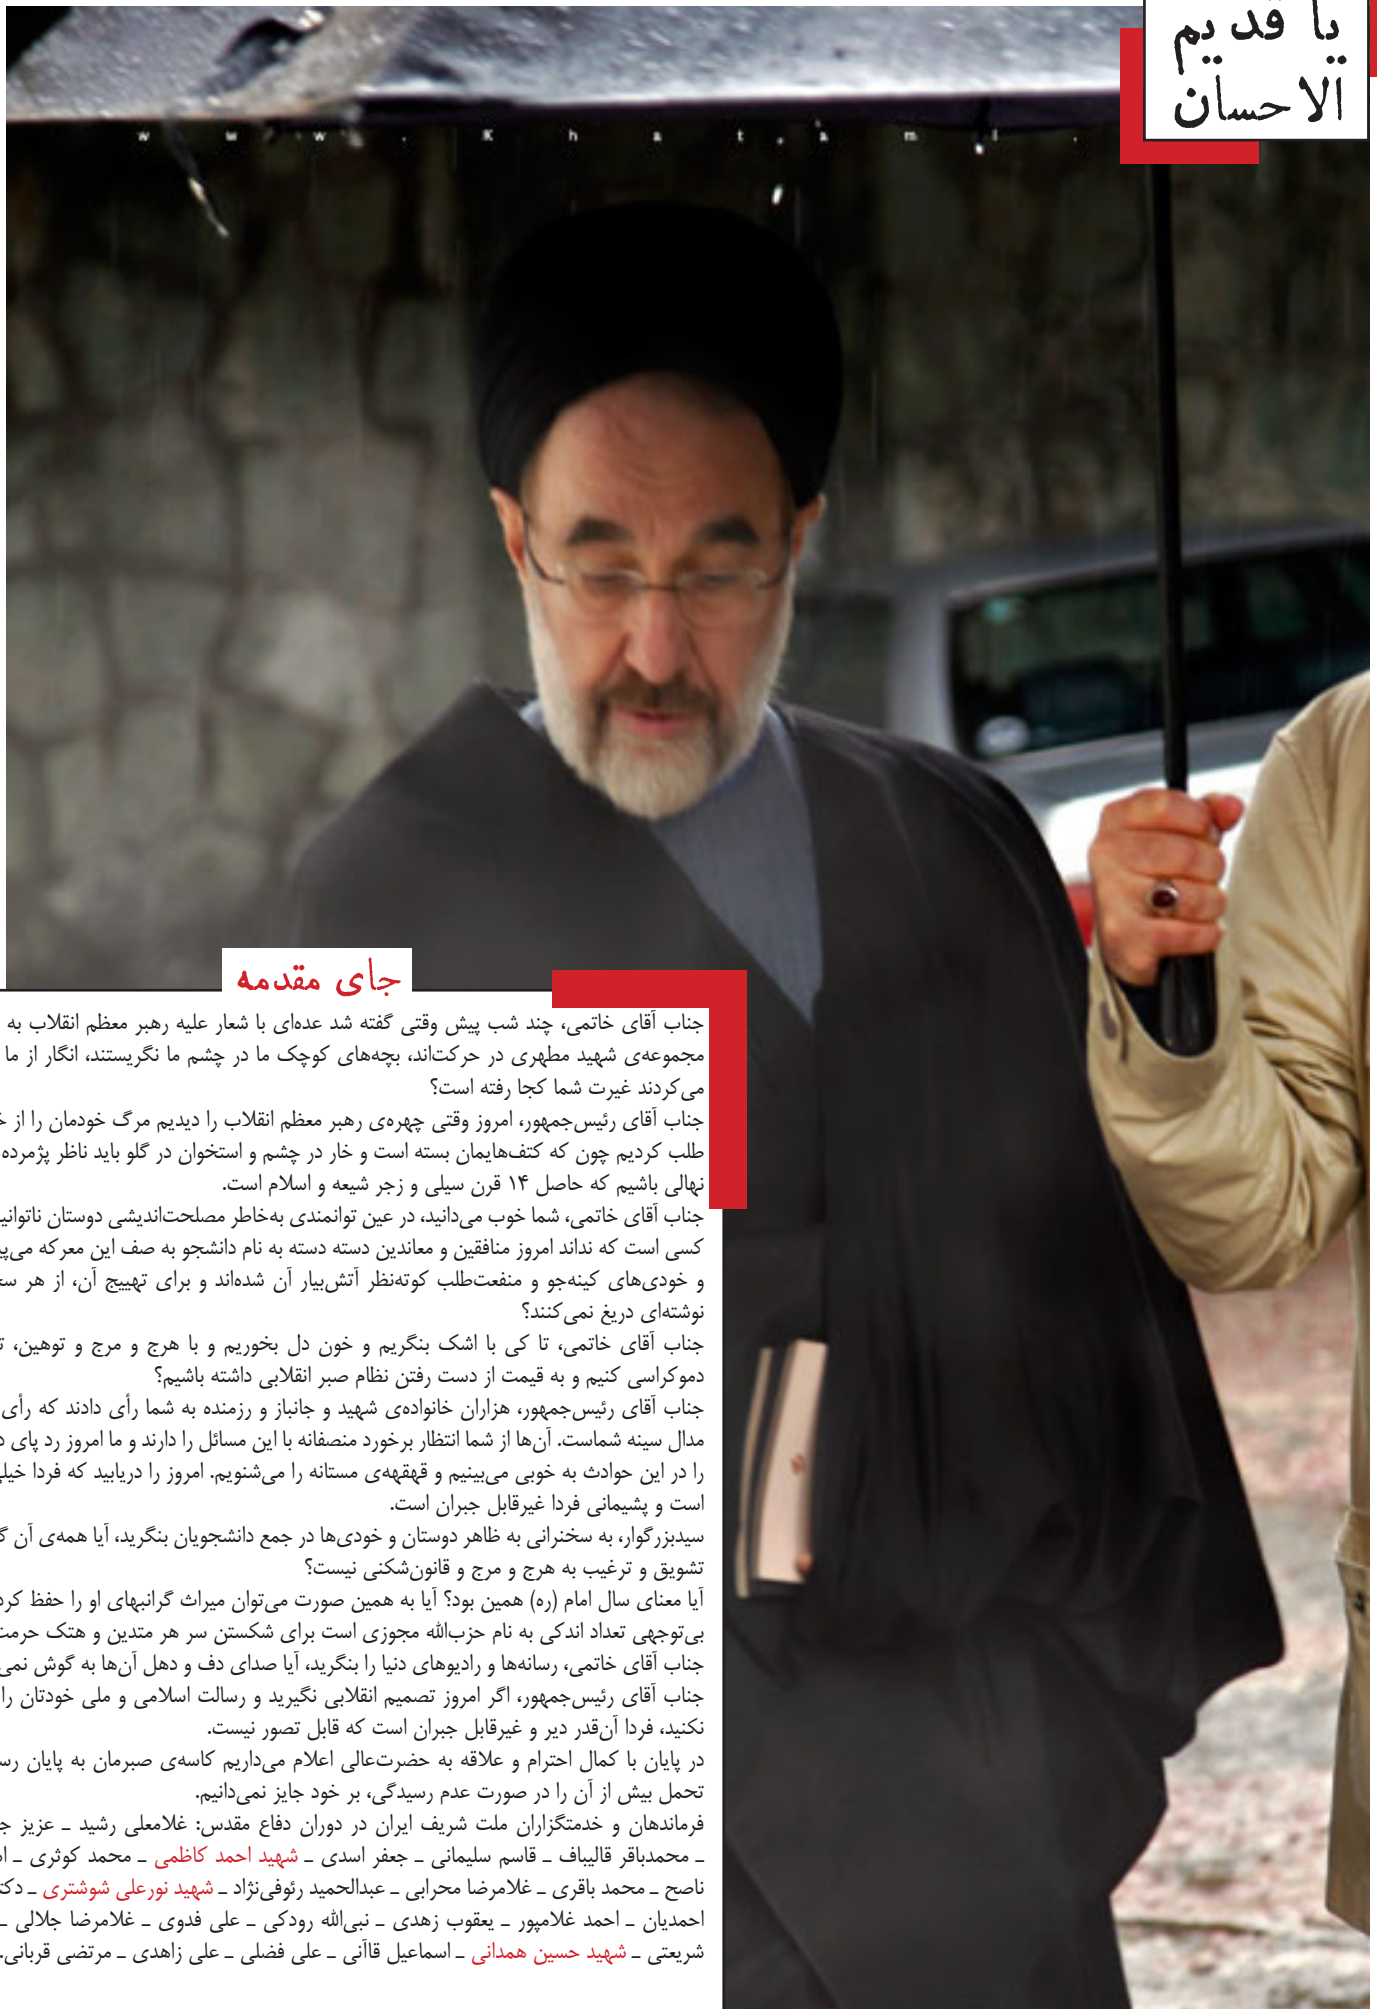 یا قدیم
الاحسان
www.Khatami.
جای مقدمه
جناب آقای خاتمی، چند شب پیش وقتی گفته شد عده‌ای با شعار علیه رهبر معظم انقلاب به
مجموعه‌ی شهید مطهری در حرکت‌اند، بچه‌های کوچک ما در چشم ما نگریستند، انگار از ما
می‌کردند غیرت شما کجا رفته است؟
جناب آقای رئیس‌جمهور، امروز وقتی چهره‌ی رهبر معظم انقلاب را دیدیم مرگ خودمان را از
طلب کردیم چون که کتف‌هایمان بسته است و خار در چشم و استخوان در گلو باید ناظر پژمرده
نهالی باشیم که حاصل ۱۴ قرن سیلی و زجر شیعه و اسلام است.
جناب آقای خاتمی، شما خوب می‌دانید، در عین توانمندی به‌خاطر مصلحت‌اندیشی دوستان
کسی است که نداند امروز منافقین و معاندین دسته دسته به نام دانشجو به صف این معرکه
و خودی‌های کینه‌جو و منفعت‌طلب کوته‌نظر آتش‌بیار آن شده‌اند و برای تهییج آن، از هر
نوشته‌ای دریغ نمی‌کنند؟
جناب آقای خاتمی، تا کی با اشک بنگریم و خون دل بخوریم و با هرج و مرج و توهین،
دموکراسی کنیم و به قیمت از دست رفتن نظام صبر انقلابی داشته باشیم؟
جناب آقای رئیس‌جمهور، هزاران خانواده‌ی شهید و جانباز و رزمنده به شما رأی دادند که رأی
مدال سینه شماست. آن‌ها از شما انتظار برخورد منصفانه با این مسائل را دارند و ما امروز رد پای
را در این حوادث به خوبی می‌بینیم و قهقهه‌ی مستانه را می‌شنویم. امروز را دریابید که فردا
است و پشیمانی فردا غیرقابل جبران است.
سیدبزرگوار، به سخنرانی به ظاهر دوستان و خودی‌ها در جمع دانشجویان بنگرید، آیا همه‌ی آن
تشویق و ترغیب به هرج و مرج و قانون‌شکنی نیست؟
آیا معنای سال امام (ره) همین بود؟ آیا به همین صورت می‌توان میراث گرانبهای او را حفظ
بی‌توجهی تعداد اندکی به نام حزب‌الله مجوزی است برای شکستن سر هر متدین و هتک
جناب آقای خاتمی، رسانه‌ها و رادیوهای دنیا را بنگرید، آیا صدای دف و دهل آن‌ها به گوش
جناب آقای رئیس‌جمهور، اگر امروز تصمیم انقلابی نگیرید و رسالت اسلامی و ملی خودتان را
نکنید، فردا آن‌قدر دیر و غیرقابل جبران است که قابل تصور نیست.
در پایان با کمال احترام و علاقه به حضرت‌عالی اعلام می‌داریم کاسه‌ی صبرمان به پایان
تحمل بیش از آن را در صورت عدم رسیدگی، بر خود جایز نمی‌دانیم.
فرماندهان و خدمتگزاران ملت شریف ایران در دوران دفاع مقدس: غلامعلی رشید ـ عزیز
ـ محمدباقر قالیباف ـ قاسم سلیمانی ـ جعفر اسدی ـ شهید احمد کاظمی ـ محمد کوثری ـ
ناصح ـ محمد باقری ـ غلامرضا محرابی ـ عبدالحمید رئوفی‌نژاد ـ شهید نورعلی شوشتری ـ
احمدیان ـ احمد غلامپور ـ یعقوب زهدی ـ نبی‌الله رودکی ـ علی فدوی ـ غلامرضا جلالی ـ
شریعتی ـ شهید حسین همدانی ـ اسماعیل قاآنی ـ علی فضلی ـ علی زاهدی ـ مرتضی قربانی.